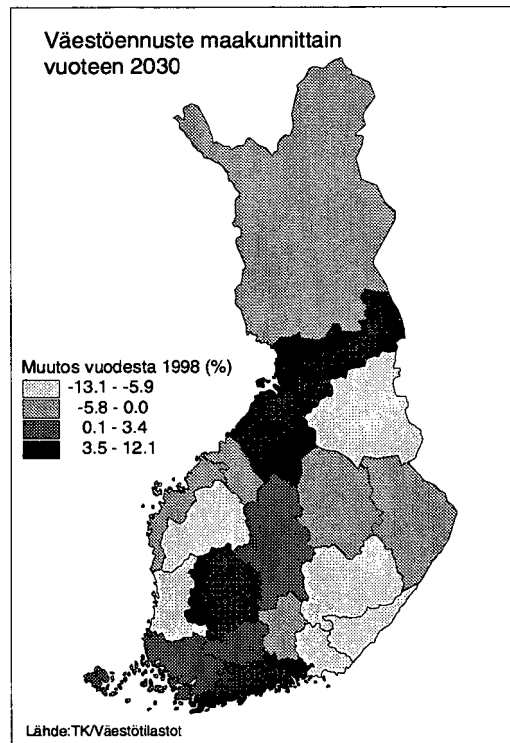 Väestöennuste maakunnittain
vuoteen 2030
Muutos vuodesta 1998 (%)
-13.1 - -5.9
-5.8 - 0.0
0.1 - 3.4
3.5 - 12.1
Lähde:TK/Väestötilastot